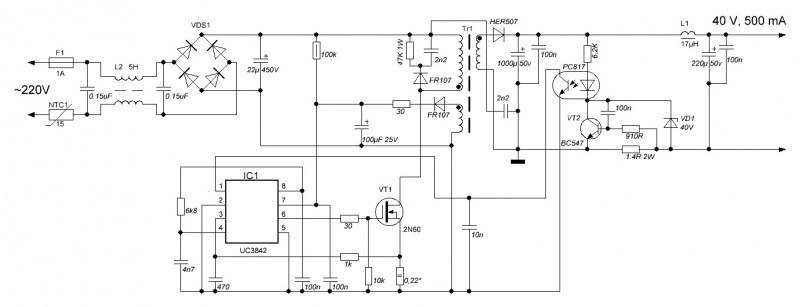 VDS1
HER507
Tr1
L1
40 V, 500 mA
F1
1A
L2 5H
100k
47K 1W
2n2
17μH
~220V
0.15uF
0.15uF
22μ 450V
FR107
1000μ 50v
100n
6.2K
PC817
220μ 50v
100n
NTC1
15
30
FR107
2n2
100n
VD1
40V
100μF 25V
VT2
910R
BC547
1.4R 2W
IC1
VT1
1
2
3
4
8
7
6
5
6k8
30
2N60
UC3842
1k
10n
4n7
470
100n
100n
10k
0,22*